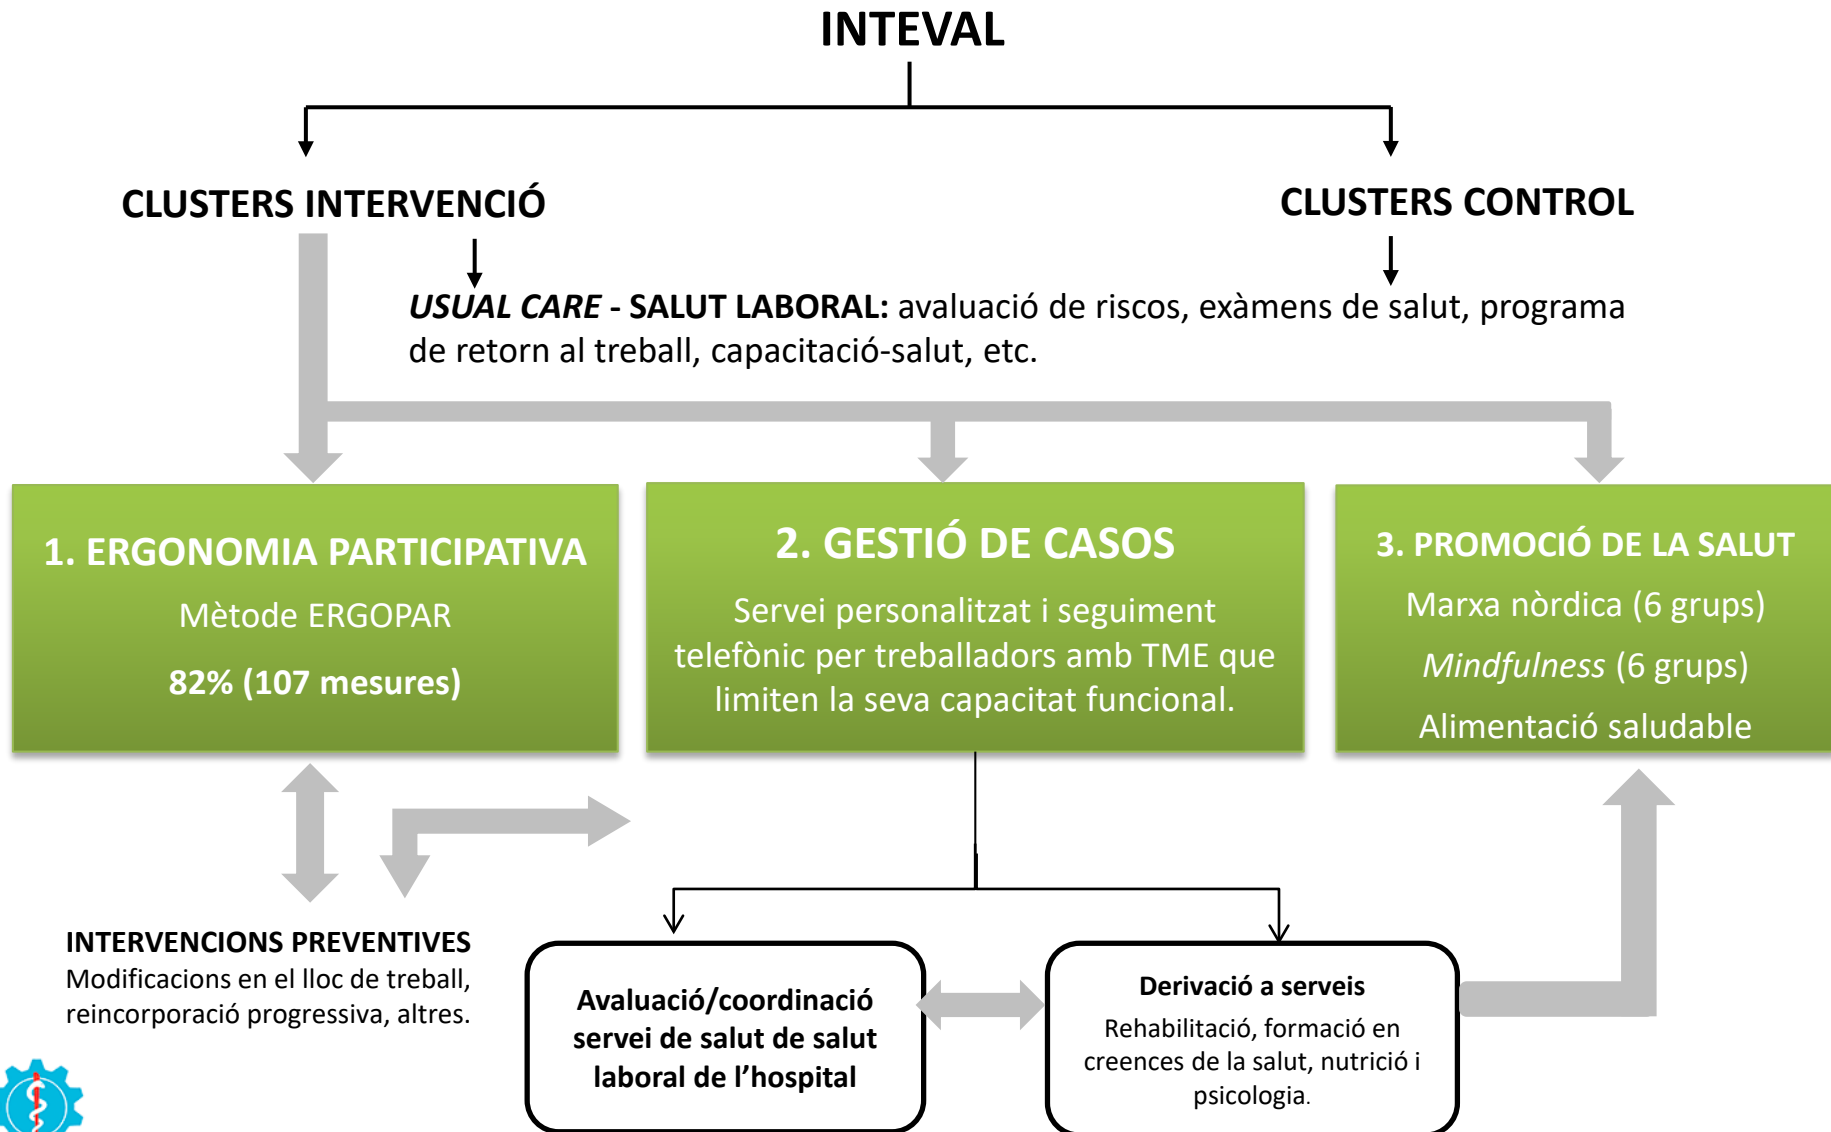 INTEVAL
CLUSTERS INTERVENCIÓ
CLUSTERS CONTROL
USUAL CARE - SALUT LABORAL: avaluació de riscos, exàmens de salut, programa
de retorn al treball, capacitació-salut, etc.
1. ERGONOMIA PARTICIPATIVA
Mètode ERGOPAR
82% (107 mesures)
2. GESTIÓ DE CASOS
Servei personalitzat i seguiment
telefònic per treballadors amb TME que
limiten la seva capacitat funcional.
3. PROMOCIÓ DE LA SALUT
Marxa nòrdica (6 grups)
Mindfulness (6 grups)
Alimentació saludable
INTERVENCIONS PREVENTIVES
Modificacions en el lloc de treball,
reincorporació progressiva, altres.
Avaluació/coordinació
servei de salut de salut
laboral de l’hospital
Derivació a serveis
Rehabilitació, formació en
creences de la salut, nutrició i
psicologia.